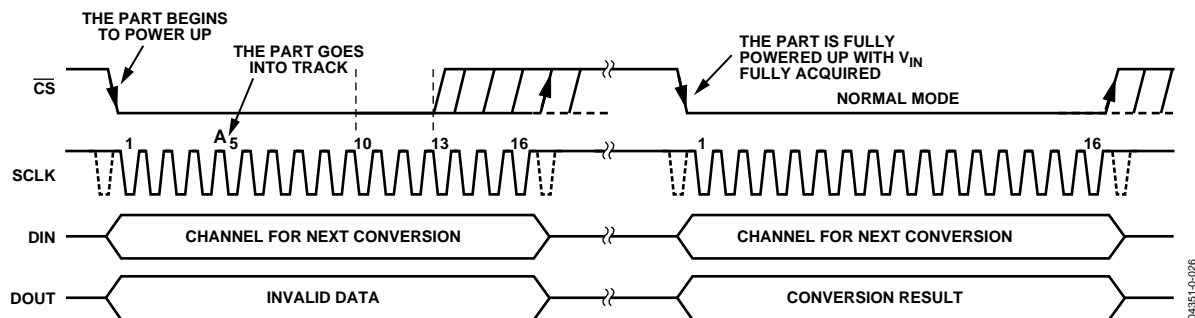 THE PART BEGINS
TO POWER UP
THE PART GOES
INTO TRACK
THE PART IS FULLY
POWERED UP WITH VIN
FULLY ACQUIRED
CS
NORMAL MODE
A
1 5 10 13 16 1 16
SCLK
DIN CHANNEL FOR NEXT CONVERSION CHANNEL FOR NEXT CONVERSION
DOUT INVALID DATA CONVERSION RESULT
04351-0-026